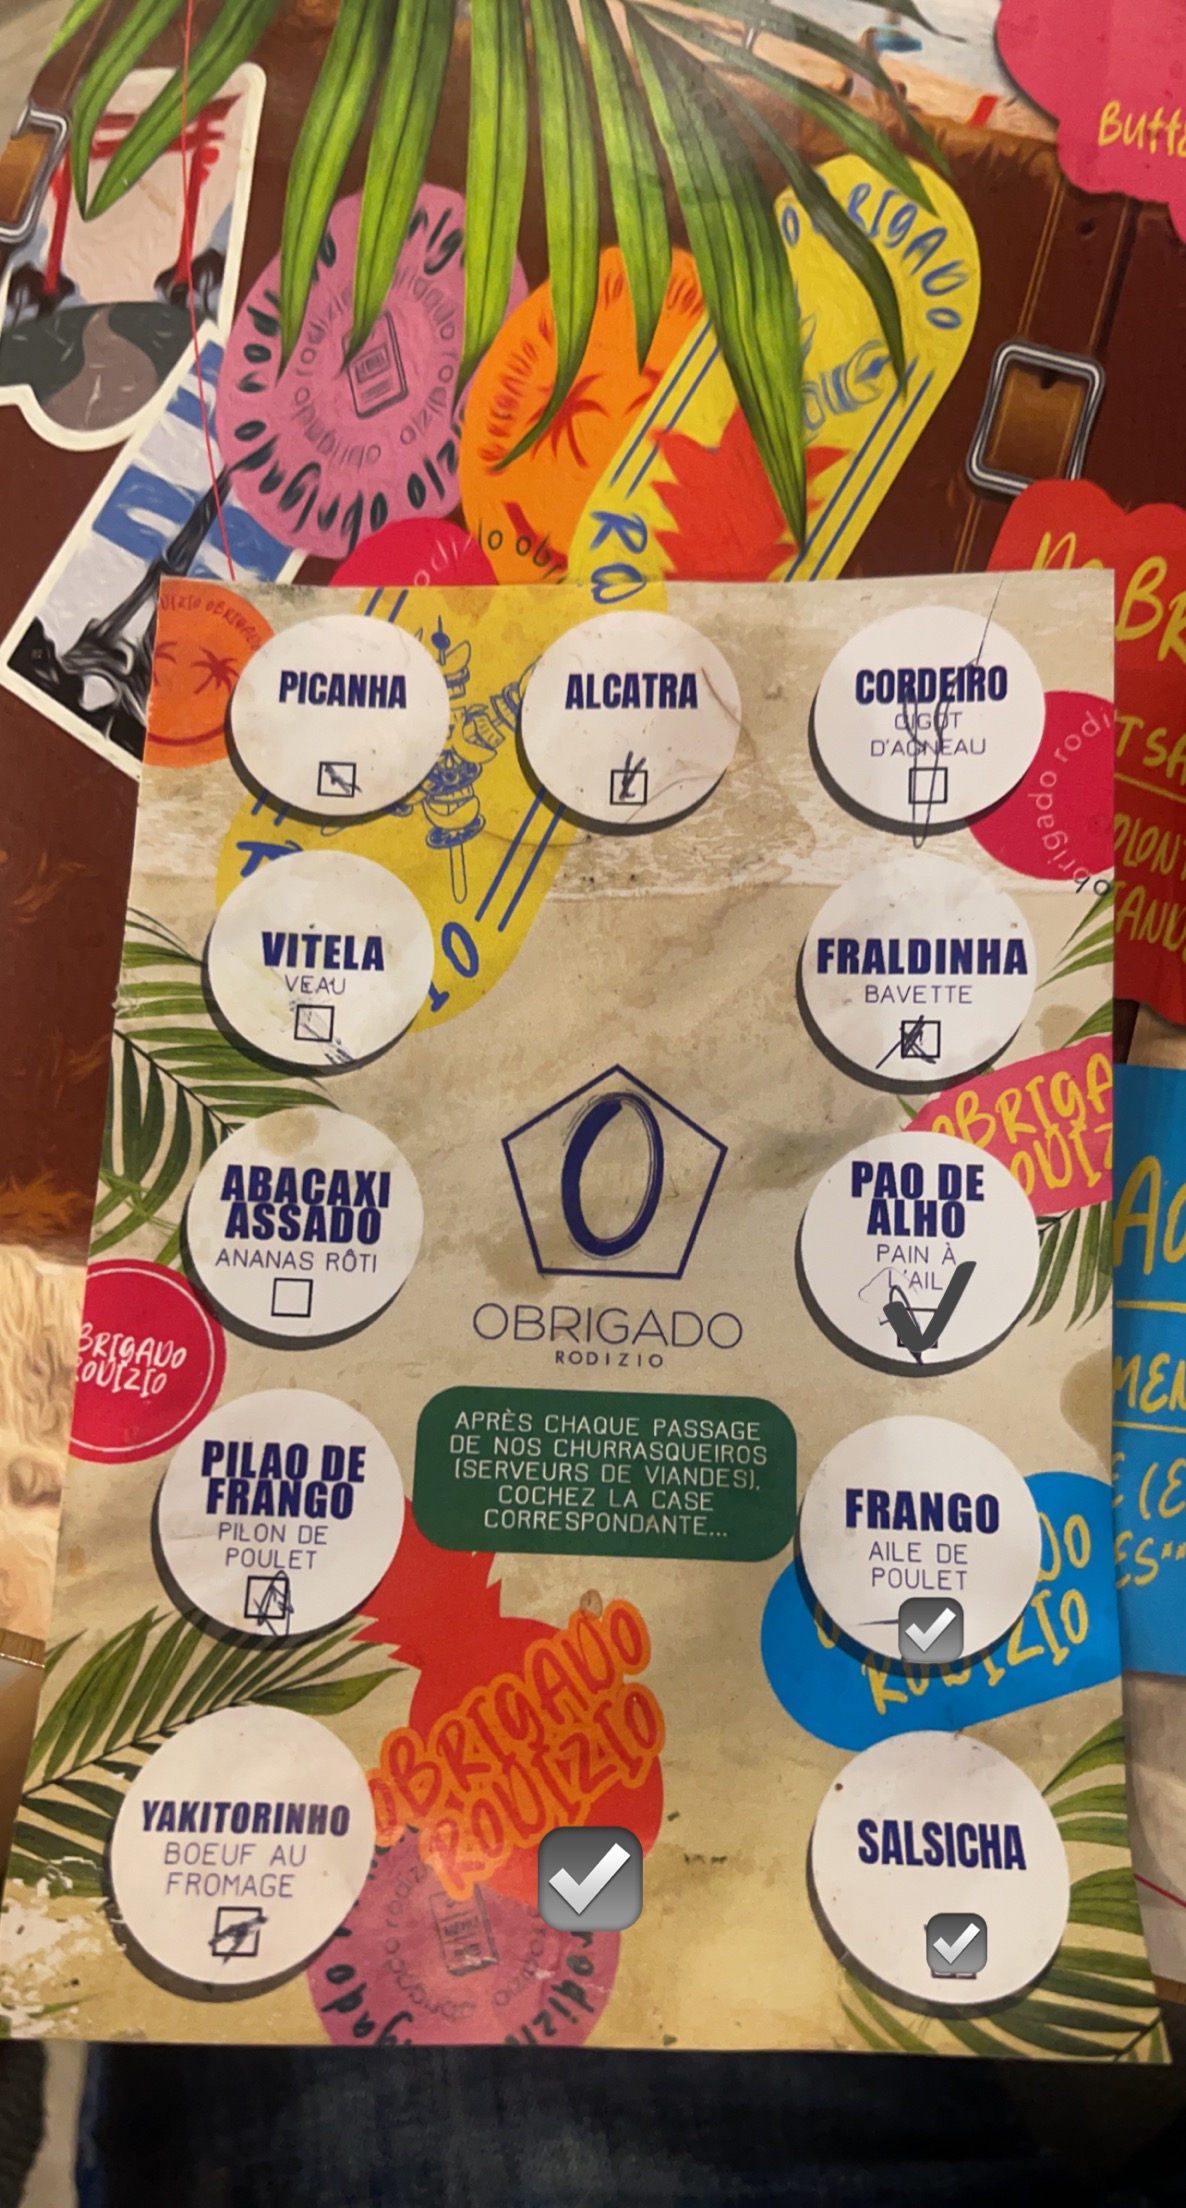 Buff
OBRIGADO
obrigado rodizio
PICANHA
ALCATRA
CORDEIRO
GIGOT
D'AGNEAU
VITELA
VEAU
FRALDINHA
BAVETTE
ABACAXI
ASSADO
ANANAS RÔTI
PAO DE
ALHO
PAIN À
L'AIL
OBRIGADO
RODIZIO
BRIGADO
RODIZIO
APRÈS CHAQUE PASSAGE
DE NOS CHURRASQUEIROS
(SERVEURS DE VIANDES),
COCHEZ LA CASE
CORRESPONDANTE...
PILAO DE
FRANGO
PILON DE
POULET
FRANGO
AILE DE
POULET
OBRIGADO
RODIZIO
YAKITORINHO
BOEUF AU
FROMAGE
SALSICHA